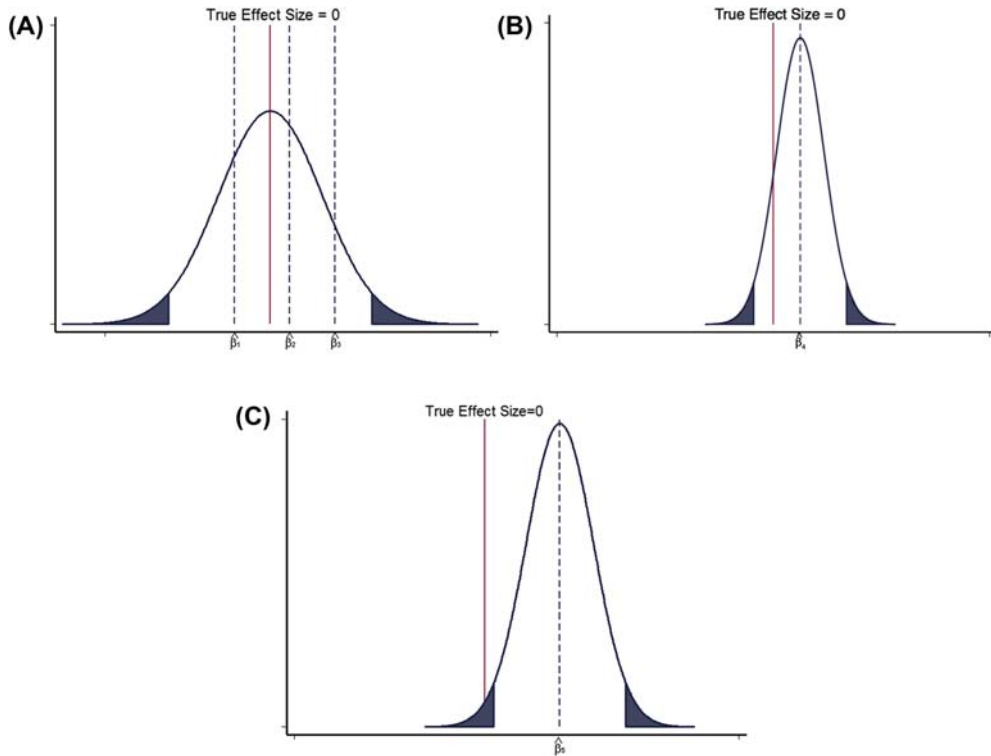 (A)
True Effect Size = 0
β̂₁ β̂₂ β̂₃
(B)
True Effect Size = 0
β̂₄
(C)
True Effect Size=0
β̂₅